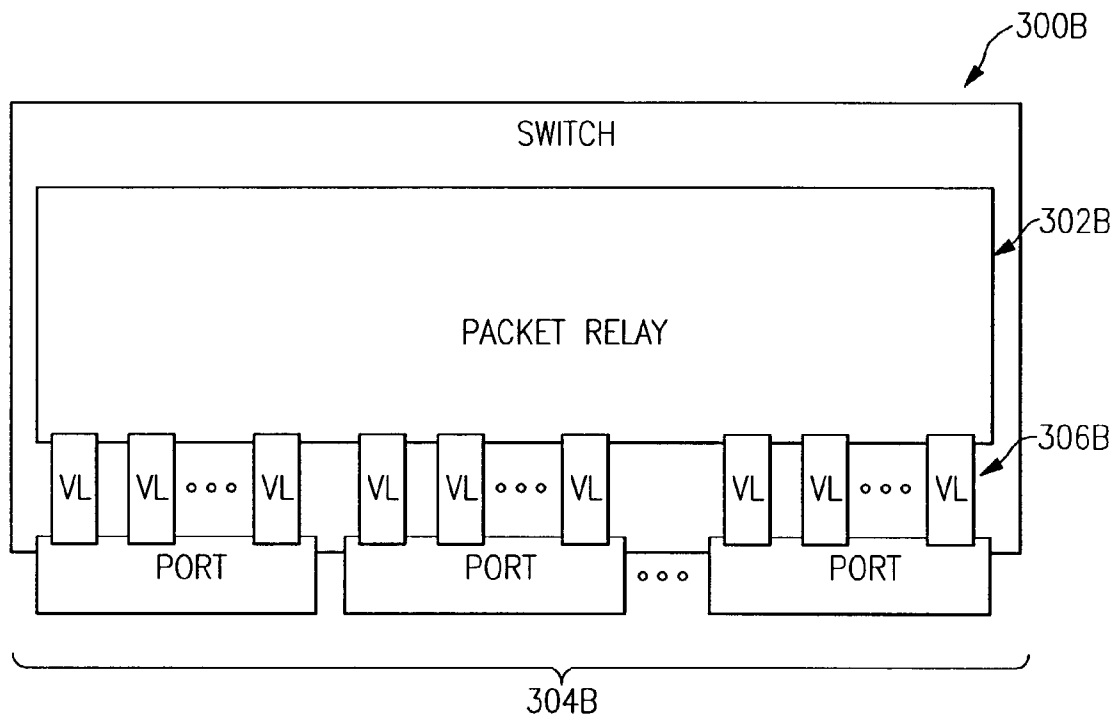 300B
SWITCH
302B
PACKET RELAY
306B
VL VL VL VL VL VL VL VL VL
PORT PORT PORT
304B